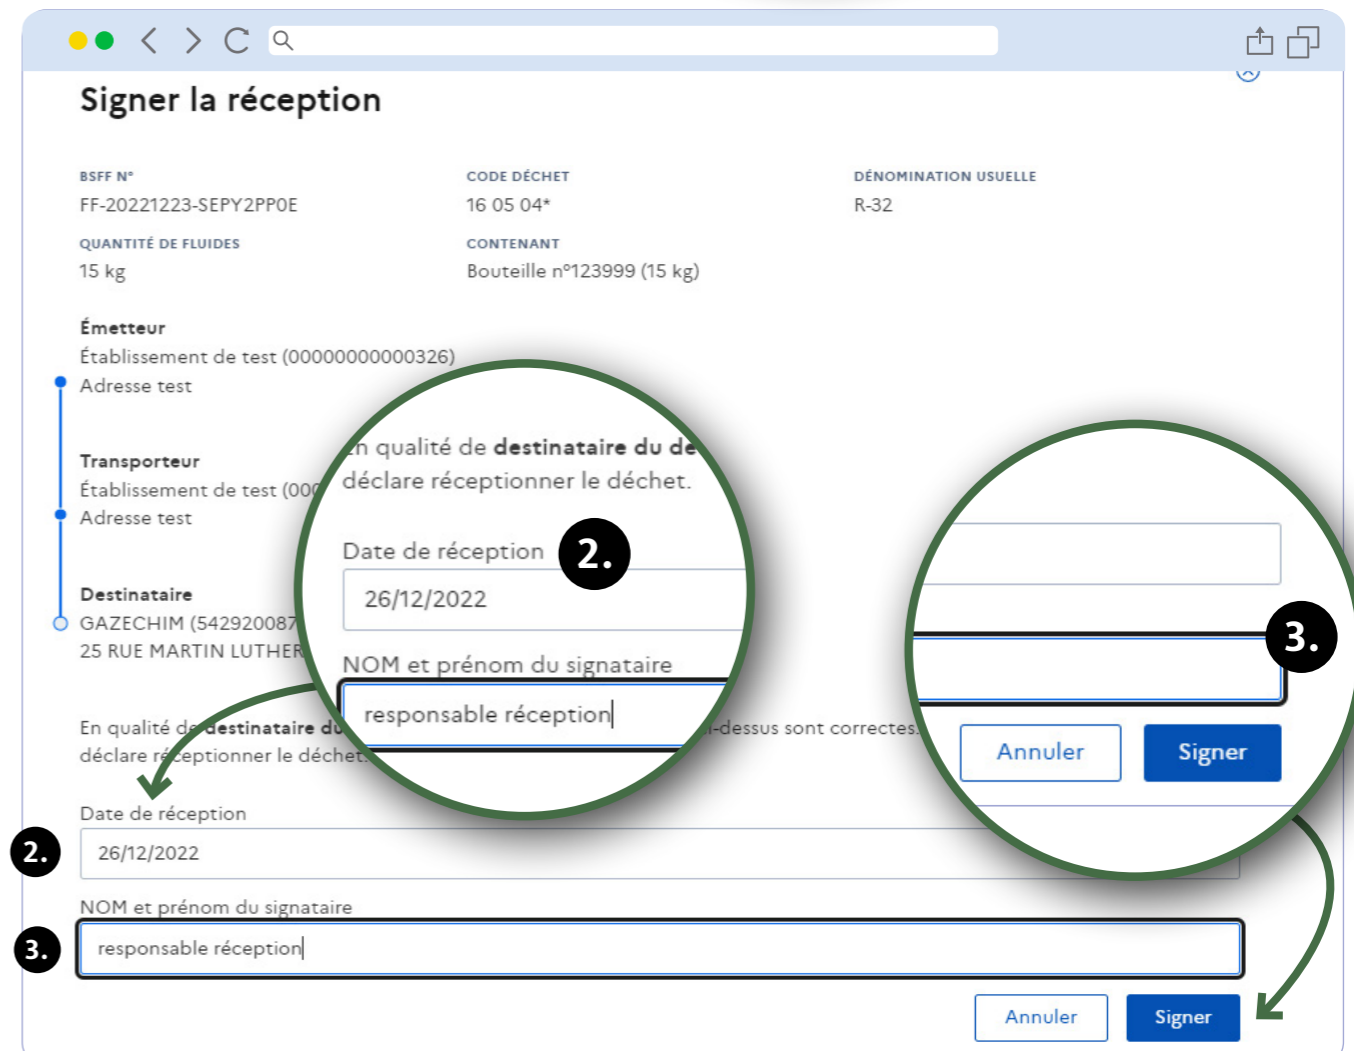 Signer la réception
BSFF N° CODE DÉCHET DÉNOMINATION USUELLE
FF-20221223-SEPY2PP0E 16 05 04* R-32
QUANTITÉ DE FLUIDES CONTENANT
15 kg Bouteille n°123999 (15 kg)
Émetteur
Établissement de test (00000000000326)
Adresse test
Transporteur
Établissement de test (000
Adresse test
Destinataire
GAZECHIM (542920087
25 RUE MARTIN LUTHER
En qualité de destinataire du -dessus sont correctes.
déclare réceptionner le déchet.
En qualité de destinataire du de
déclare réceptionner le déchet.
Date de réception 2.
26/12/2022
NOM et prénom du signataire
responsable réception
3.
Annuler Signer
Date de réception
2. 26/12/2022
NOM et prénom du signataire
3. responsable réception
Annuler Signer